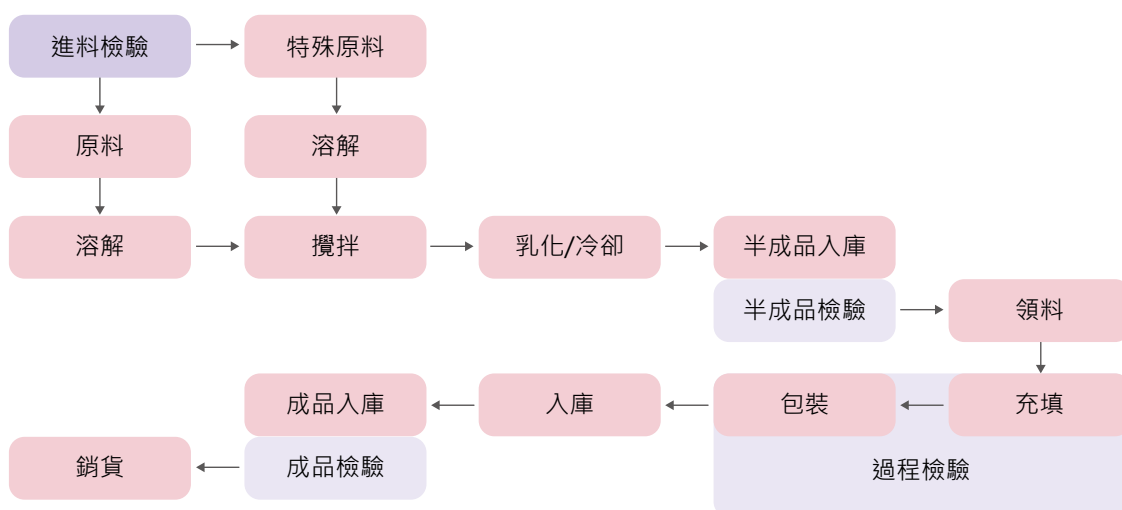 進料檢驗
特殊原料
原料
溶解
溶解
攪拌
乳化/冷卻
半成品入庫
半成品檢驗
領料
成品入庫
入庫
包裝
充填
銷貨
成品檢驗
過程檢驗